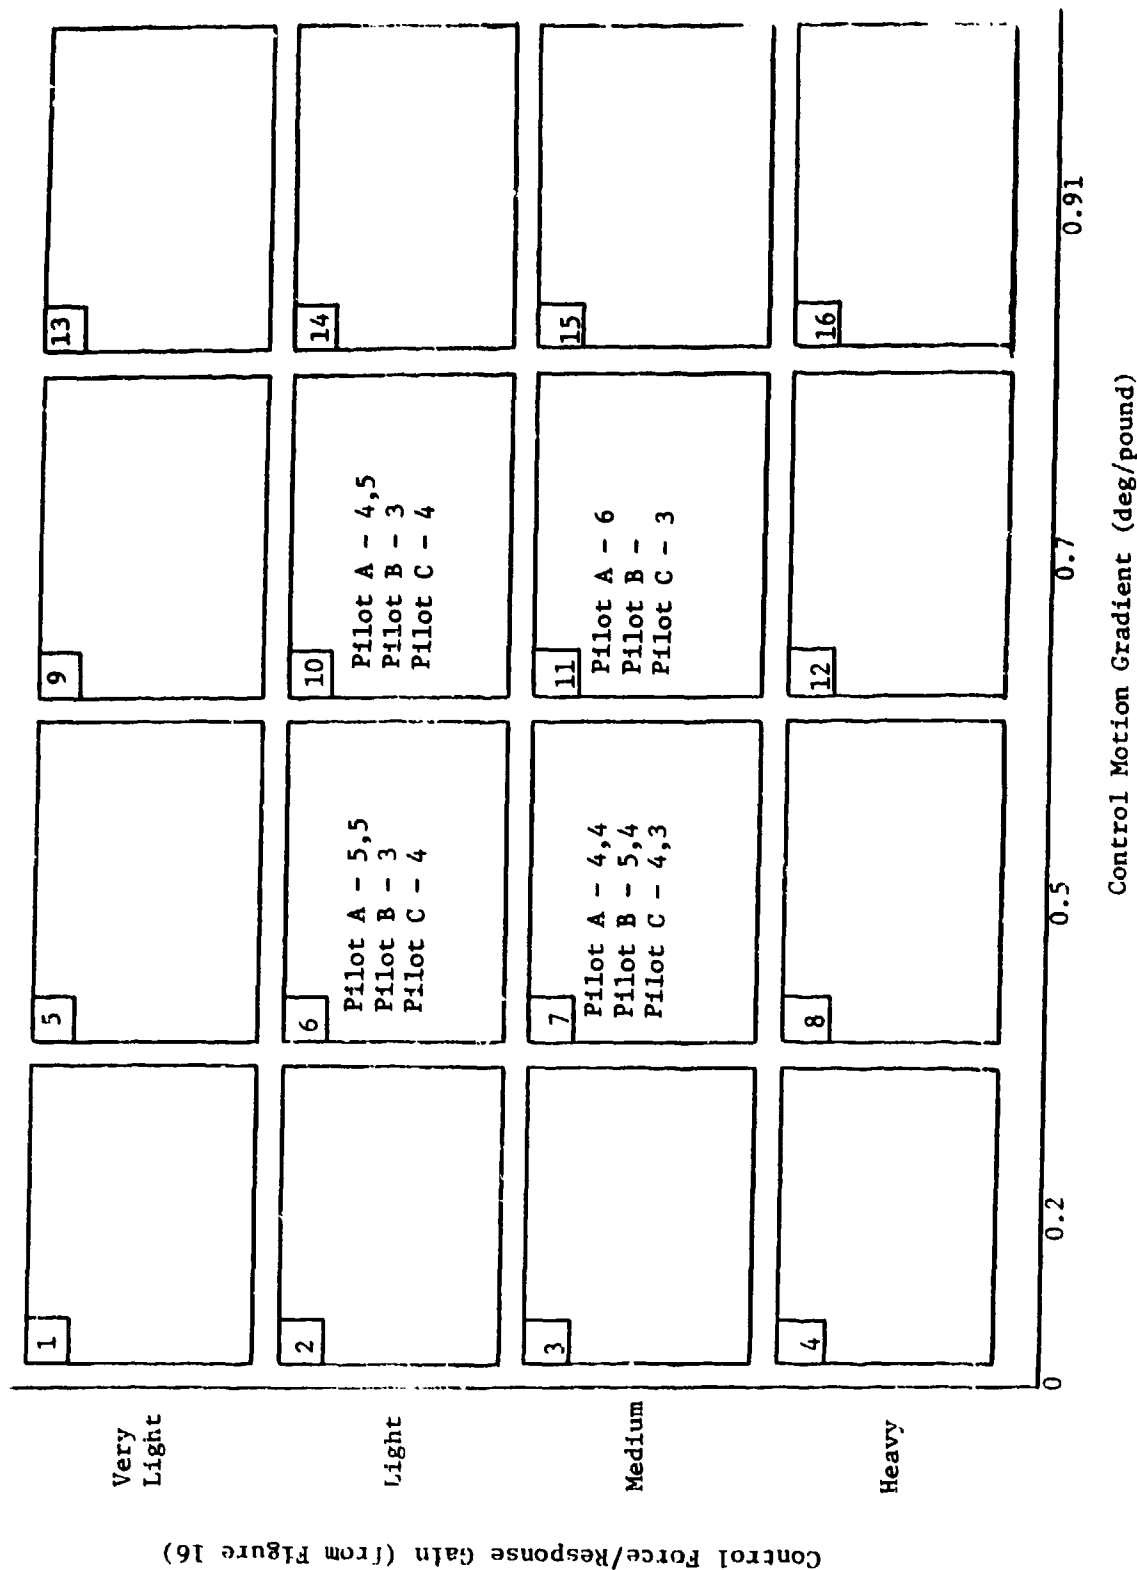 Control Force/Response Gain (from Figure 16)
Very
Light
Light
Medium
Heavy
1
5
9
13
2
6
Pilot A - 5,5
Pilot B - 3
Pilot C - 4
10
Pilot A - 4,5
Pilot B - 3
Pilot C - 4
14
3
7
Pilot A - 4,4
Pilot B - 5,4
Pilot C - 4,3
11
Pilot A - 6
Pilot B -
Pilot C - 3
15
4
8
12
16
0
0.2
0.5
0.7
0.91
Control Motion Gradient (deg/pound)